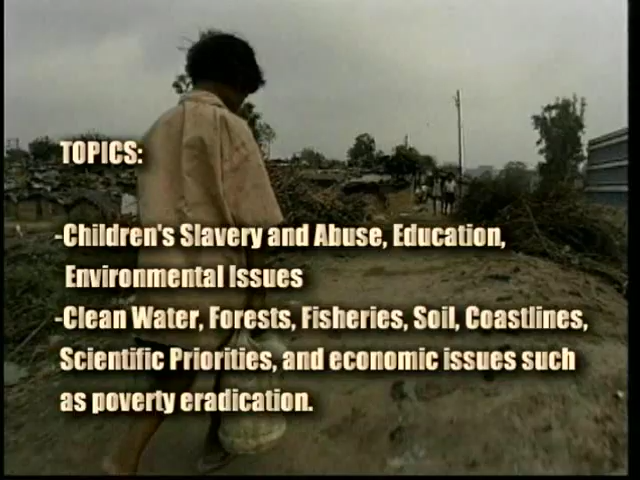 TOPICS:
-Children's Slavery and Abuse, Education,
Environmental Issues
-Clean Water, Forests, Fisheries, Soil, Coastlines,
Scientific Priorities, and economic issues such
as poverty eradication.